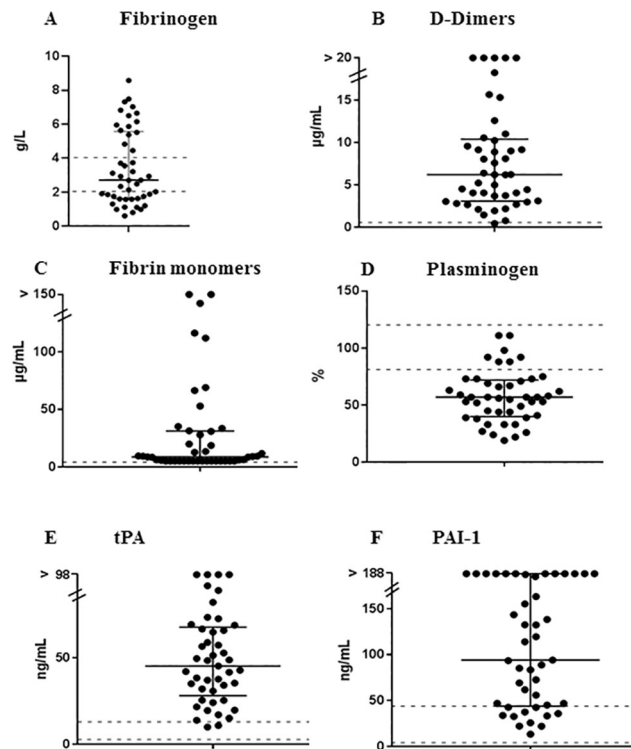 A Fibrinogen
10
8
6
4
2
0
g/L
B D-Dimers
> 20
15
10
5
0
µg/mL
C Fibrin monomers
> 150
100
50
0
µg/mL
D Plasminogen
150
100
50
0
%
E tPA
> 98
50
0
ng/mL
F PAI-1
> 188
150
100
50
0
ng/mL